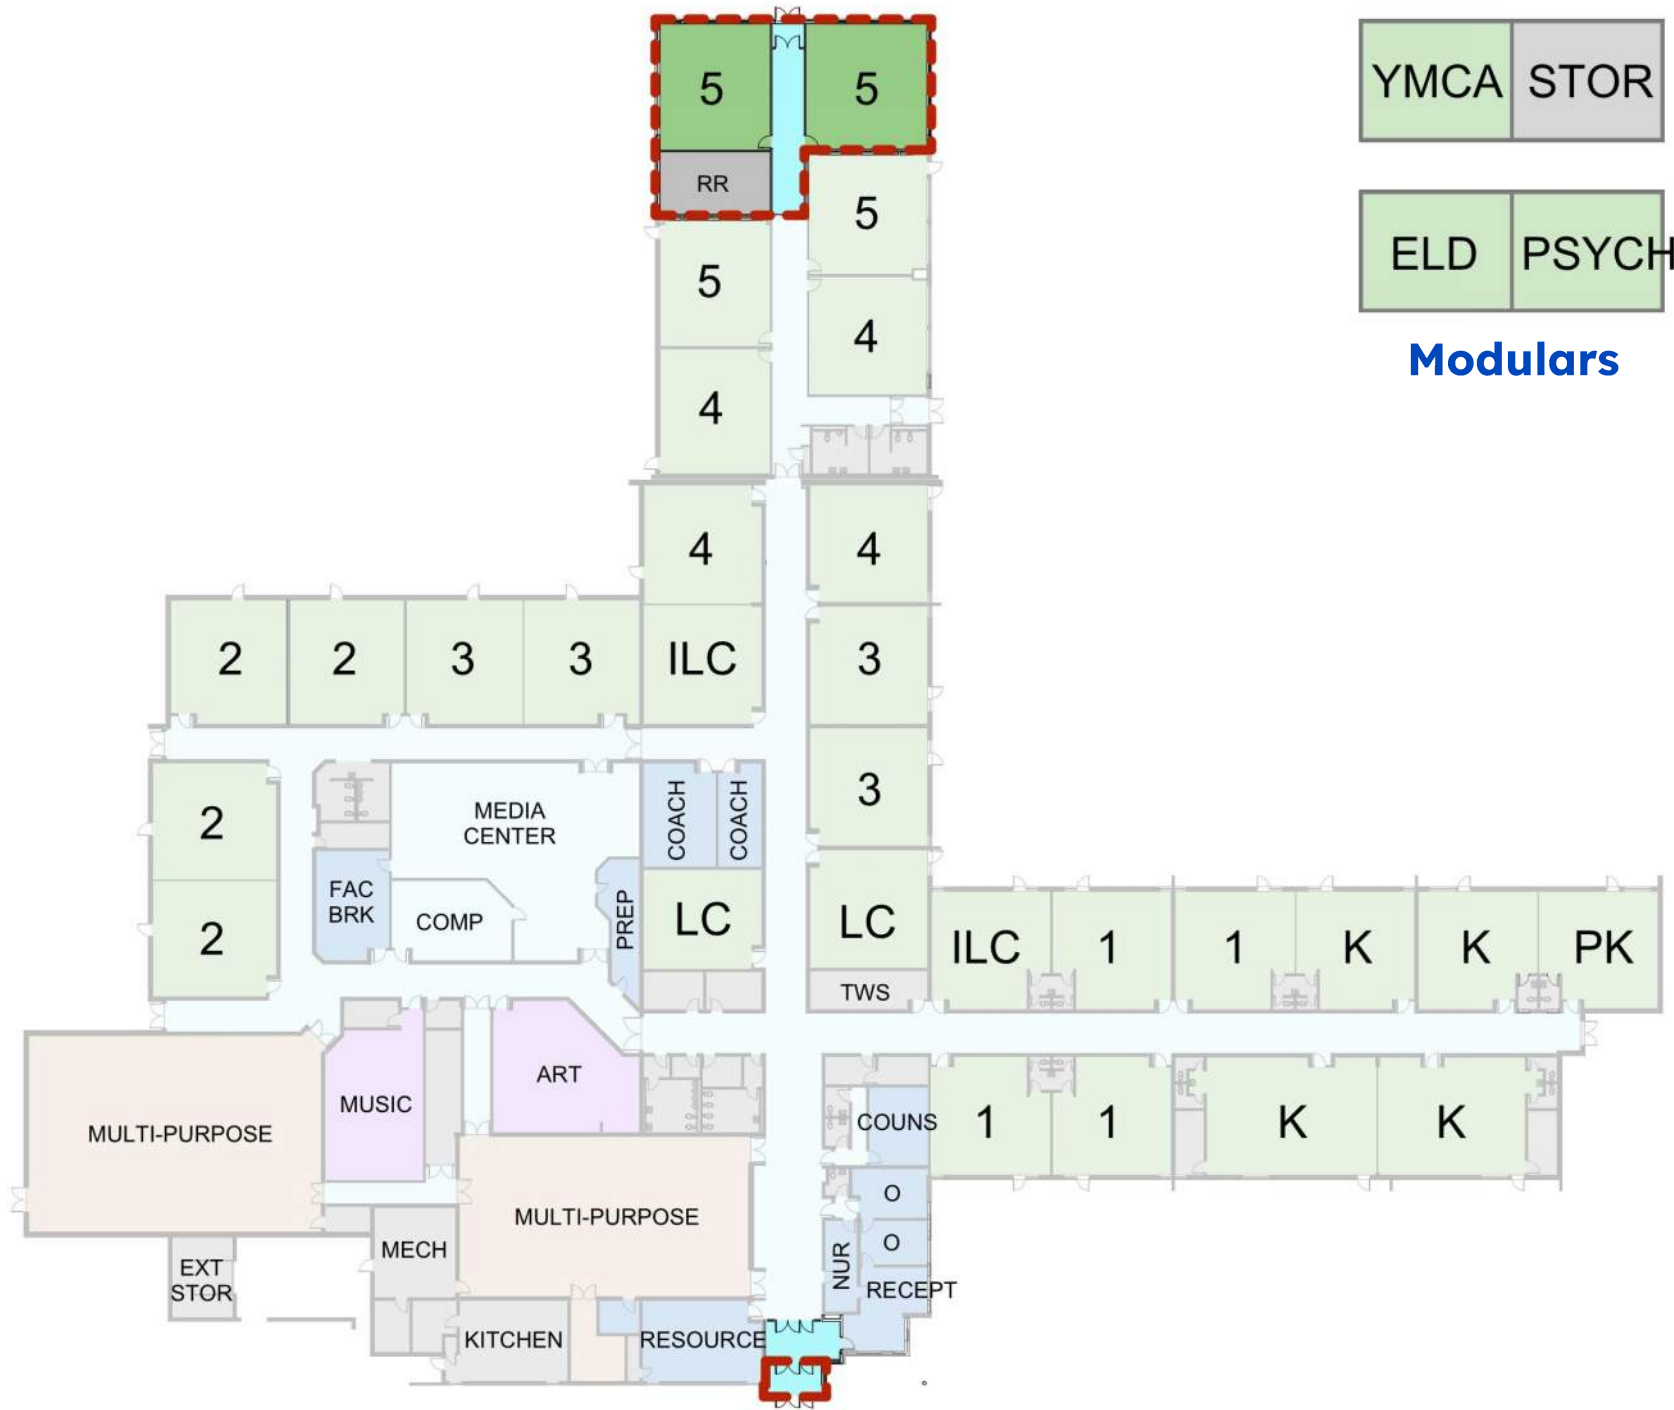 5
5
YMCA
STOR
RR
5
5
ELD
PSYCH
4
Modulars
4
4
4
2
2
3
3
ILC
3
3
2
MEDIA
CENTER
COACH
COACH
FAC
BRK
COMP
PREP
LC
LC
2
ILC
1
1
K
K
PK
TWS
ART
MUSIC
MULTI-PURPOSE
COUNS
1
1
K
K
O
MULTI-PURPOSE
O
MECH
NUR
EXT
STOR
RECEPT
KITCHEN
RESOURCE